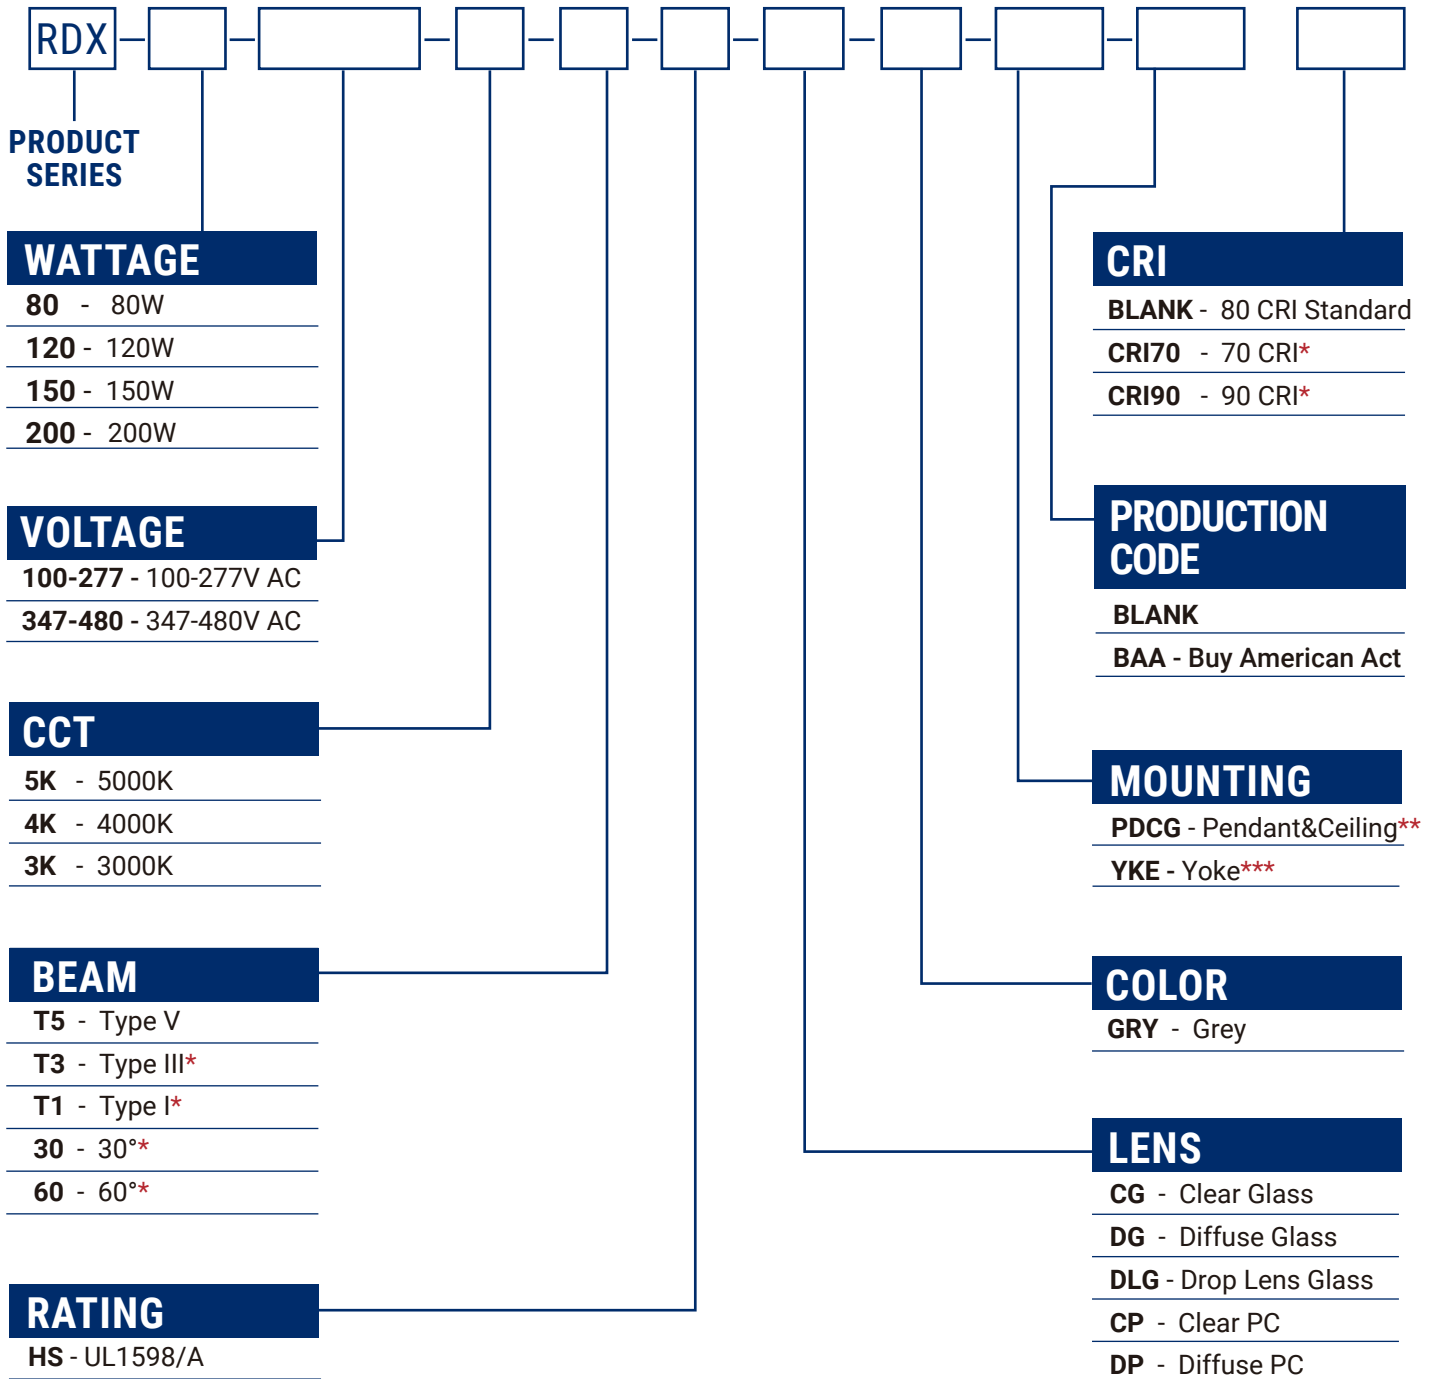 RDX
PRODUCT
SERIES
WATTAGE
80 - 80W
120 - 120W
150 - 150W
200 - 200W
VOLTAGE
100-277 - 100-277V AC
347-480 - 347-480V AC
CCT
5K - 5000K
4K - 4000K
3K - 3000K
BEAM
T5 - Type V
T3 - Type III*
T1 - Type I*
30 - 30°*
60 - 60°*
RATING
HS - UL1598/A
CRI
BLANK - 80 CRI Standard
CRI70 - 70 CRI*
CRI90 - 90 CRI*
PRODUCTION
CODE
BLANK
BAA - Buy American Act
MOUNTING
PDCG - Pendant&Ceiling**
YKE - Yoke***
COLOR
GRY - Grey
LENS
CG - Clear Glass
DG - Diffuse Glass
DLG - Drop Lens Glass
CP - Clear PC
DP - Diffuse PC